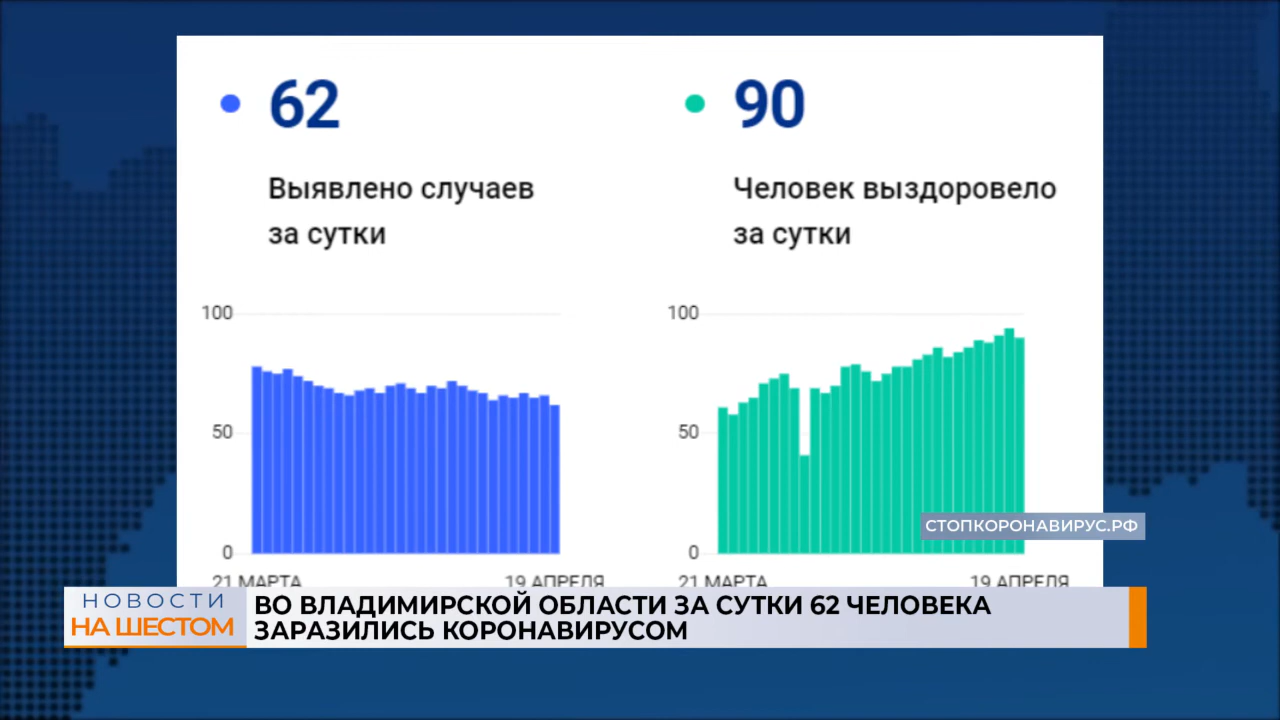 62
Выявлено случаев
за сутки
100
50
0
21 МАРТА
19 АПРЕЛЯ
90
Человек выздоровело
за сутки
100
50
0
21 МАРТА
19 АПРЕЛЯ
СТОПКОРОНАВИРУС.РФ
НОВОСТИ
НА ШЕСТОМ
ВО ВЛАДИМИРСКОЙ ОБЛАСТИ ЗА СУТКИ 62 ЧЕЛОВЕКА
ЗАРАЗИЛИСЬ КОРОНАВИРУСОМ